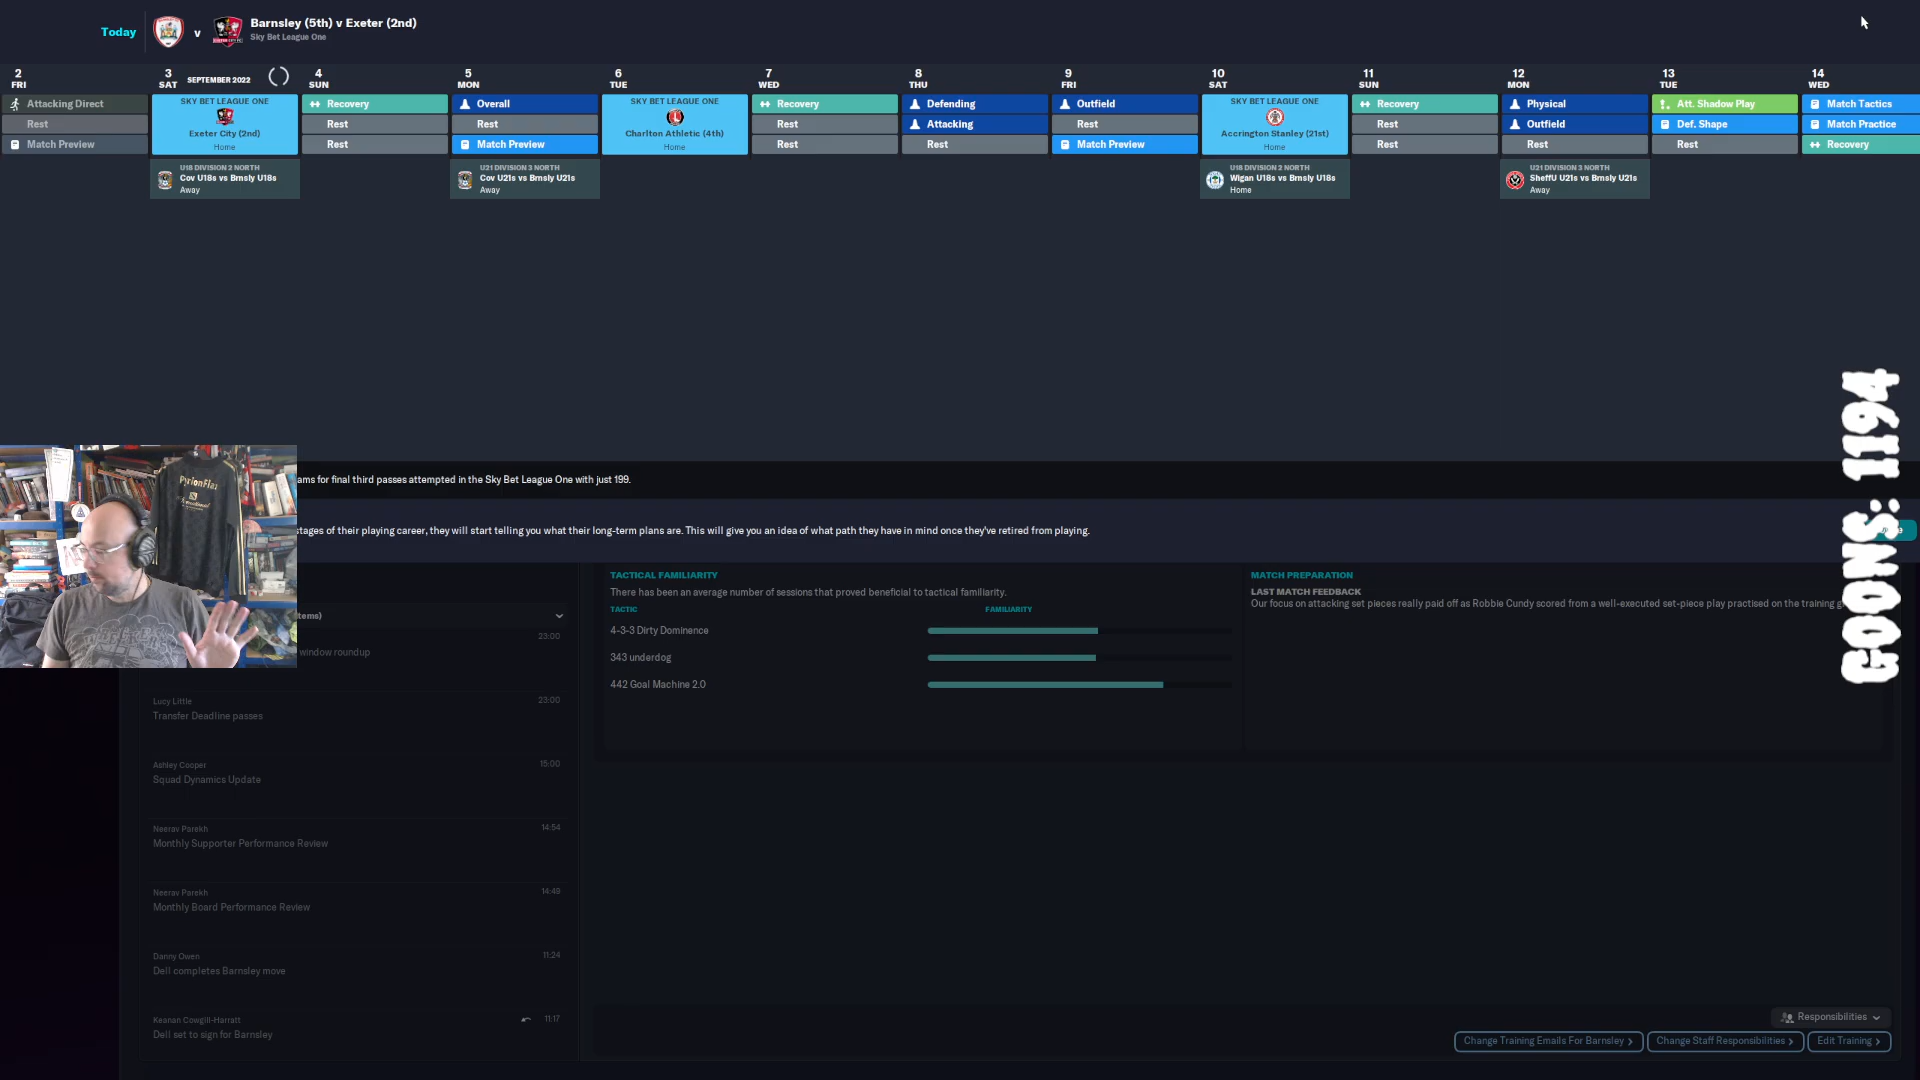 Today
v
Barnsley (5th) v Exeter (2nd)
Sky Bet League One
2
FRI
3
SAT
SEPTEMBER 2022
4
SUN
5
MON
6
TUE
7
WED
8
THU
9
FRI
10
SAT
11
SUN
12
MON
13
TUE
14
WED
Attacking Direct
Rest
Match Preview
SKY BET LEAGUE ONE
Exeter City (2nd)
Home
Recovery
Rest
Rest
Overall
Rest
Match Preview
SKY BET LEAGUE ONE
Charlton Athletic (4th)
Home
Recovery
Rest
Rest
Defending
Attacking
Rest
Outfield
Rest
Match Preview
SKY BET LEAGUE ONE
Accrington Stanley (21st)
Home
Recovery
Rest
Rest
Physical
Outfield
Rest
Att. Shadow Play
Def. Shape
Rest
Match Tactics
Match Practice
Recovery
U18 DIVISION 2 NORTH
Cov U18s vs Brnsly U18s
Away
U21 DIVISION 3 NORTH
Cov U21s vs Brnsly U21s
Away
U18 DIVISION 2 NORTH
Wigan U18s vs Brnsly U18s
Home
U21 DIVISION 3 NORTH
SheffU U21s vs Brnsly U21s
Away
GOONS: 1194
PyrionFlax
ams for final third passes attempted in the Sky Bet League One with just 199.
stages of their playing career, they will start telling you what their long-term plans are. This will give you an idea of what path they have in mind once they've retired from playing.
tems)
23:00
window roundup
Lucy Little
23:00
Transfer Deadline passes
Ashley Cooper
15:00
Squad Dynamics Update
Neerav Parekh
14:54
Monthly Supporter Performance Review
Neerav Parekh
14:49
Monthly Board Performance Review
Danny Owen
11:24
Dell completes Barnsley move
Keanan Cowgill-Harratt
11:17
Dell set to sign for Barnsley
TACTICAL FAMILIARITY
There has been an average number of sessions that proved beneficial to tactical familiarity.
TACTIC
FAMILIARITY
4-3-3 Dirty Dominence
343 underdog
442 Goal Machine 2.0
MATCH PREPARATION
LAST MATCH FEEDBACK
Our focus on attacking set pieces really paid off as Robbie Cundy scored from a well-executed set-piece play practised on the training g
Responsibilities
Change Training Emails For Barnsley
Change Staff Responsibilities
Edit Training